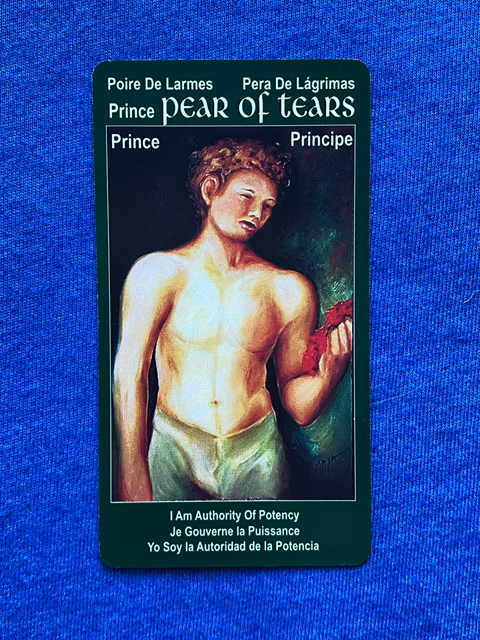 Poire De Larmes Pera De Lágrimas
Prince PEAR OF TEARS
Prince Principe
I Am Authority Of Potency
Je Gouverne la Puissance
Yo Soy la Autoridad de la Potencia